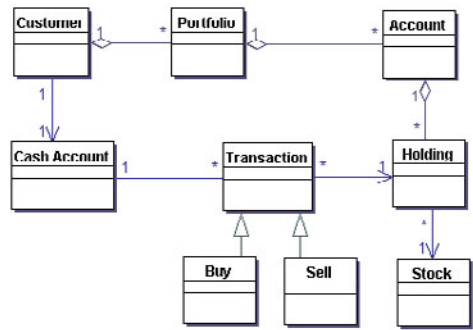 Customer
Portfolio
Account
1
*
1
*
1
1
1
*
Cash Account
Transaction
Holding
1
*
*
1
*
1
Buy
Sell
Stock